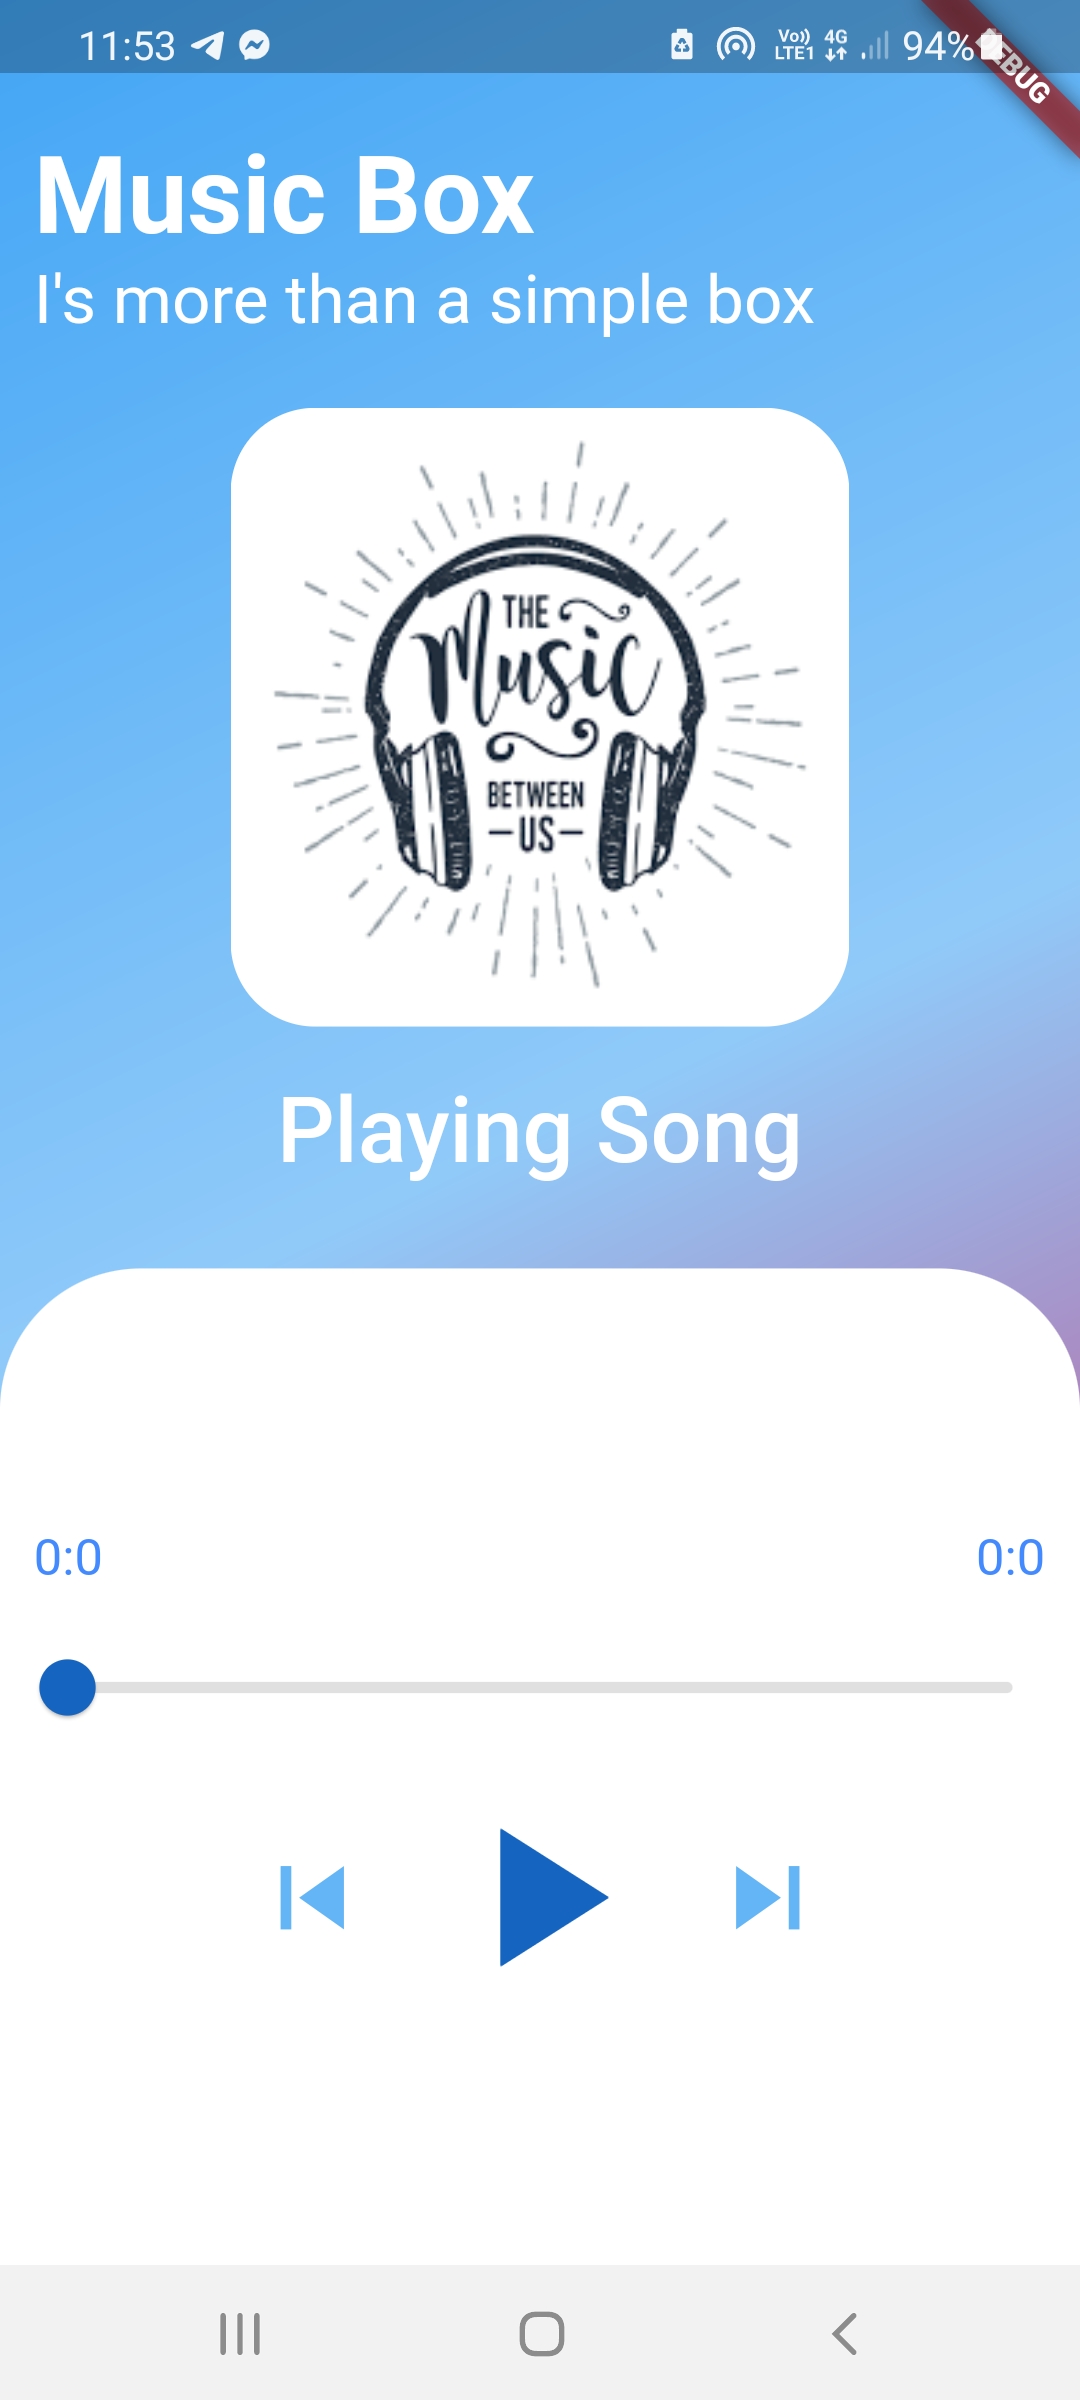 11:53
Vo)) 4G
LTE1
94%
DEBUG
Music Box
I's more than a simple box
THE
Music
BETWEEN
US
Playing Song
0:0 0:0